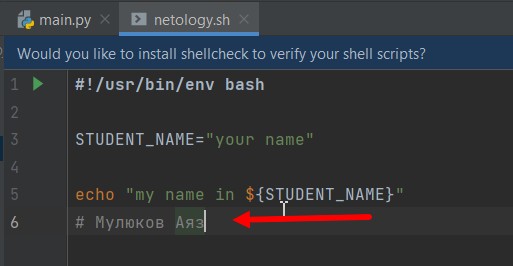 main.py netology.sh
Would you like to install shellcheck to verify your shell scripts?
1 #!/usr/bin/env bash
2
3 STUDENT_NAME="your name"
4
5 echo "my name in ${STUDENT_NAME}"
6 # Мулюков Аяз